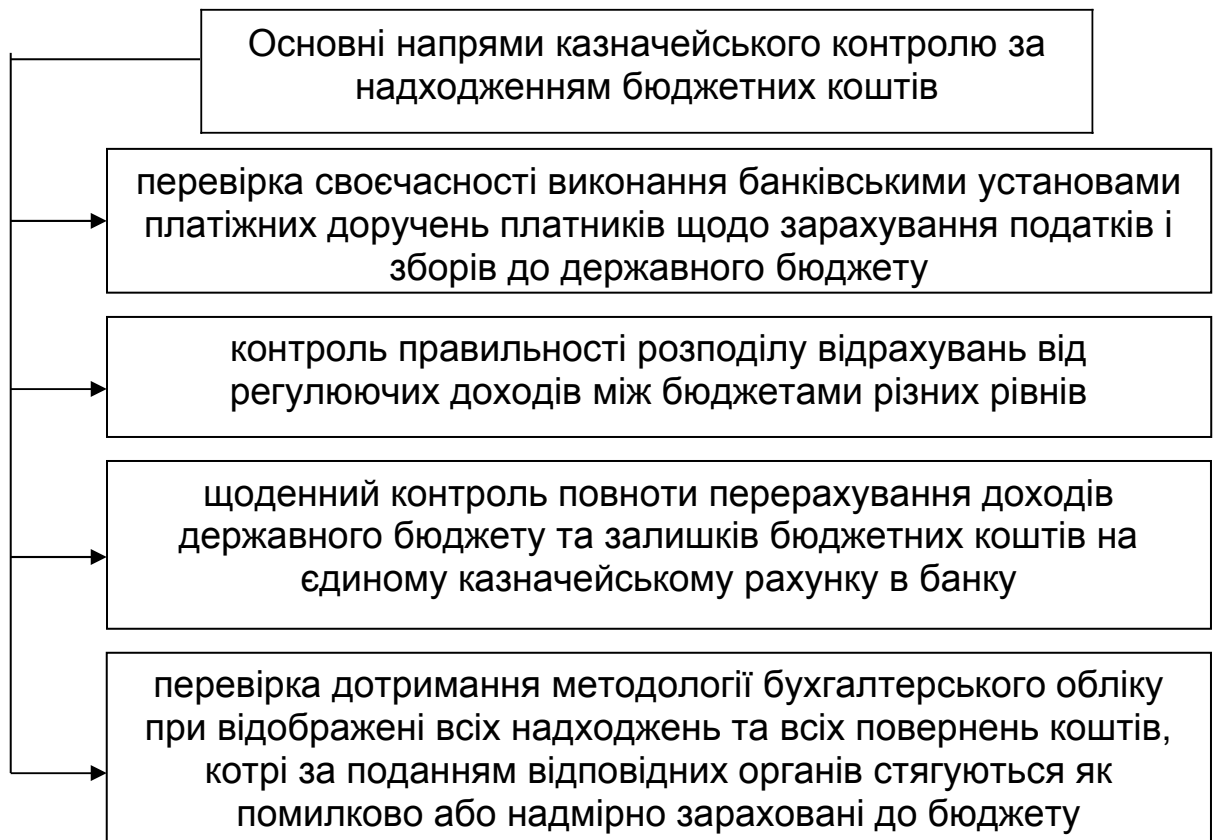 Основні напрями казначейського контролю за
надходженням бюджетних коштів
перевірка своєчасності виконання банківськими установами
платіжних доручень платників щодо зарахування податків і
зборів до державного бюджету
контроль правильності розподілу відрахувань від
регулюючих доходів між бюджетами різних рівнів
щоденний контроль повноти перерахування доходів
державного бюджету та залишків бюджетних коштів на
єдиному казначейському рахунку в банку
перевірка дотримання методології бухгалтерського обліку
при відображені всіх надходжень та всіх повернень коштів,
котрі за поданням відповідних органів стягуються як
помилково або надмірно зараховані до бюджету